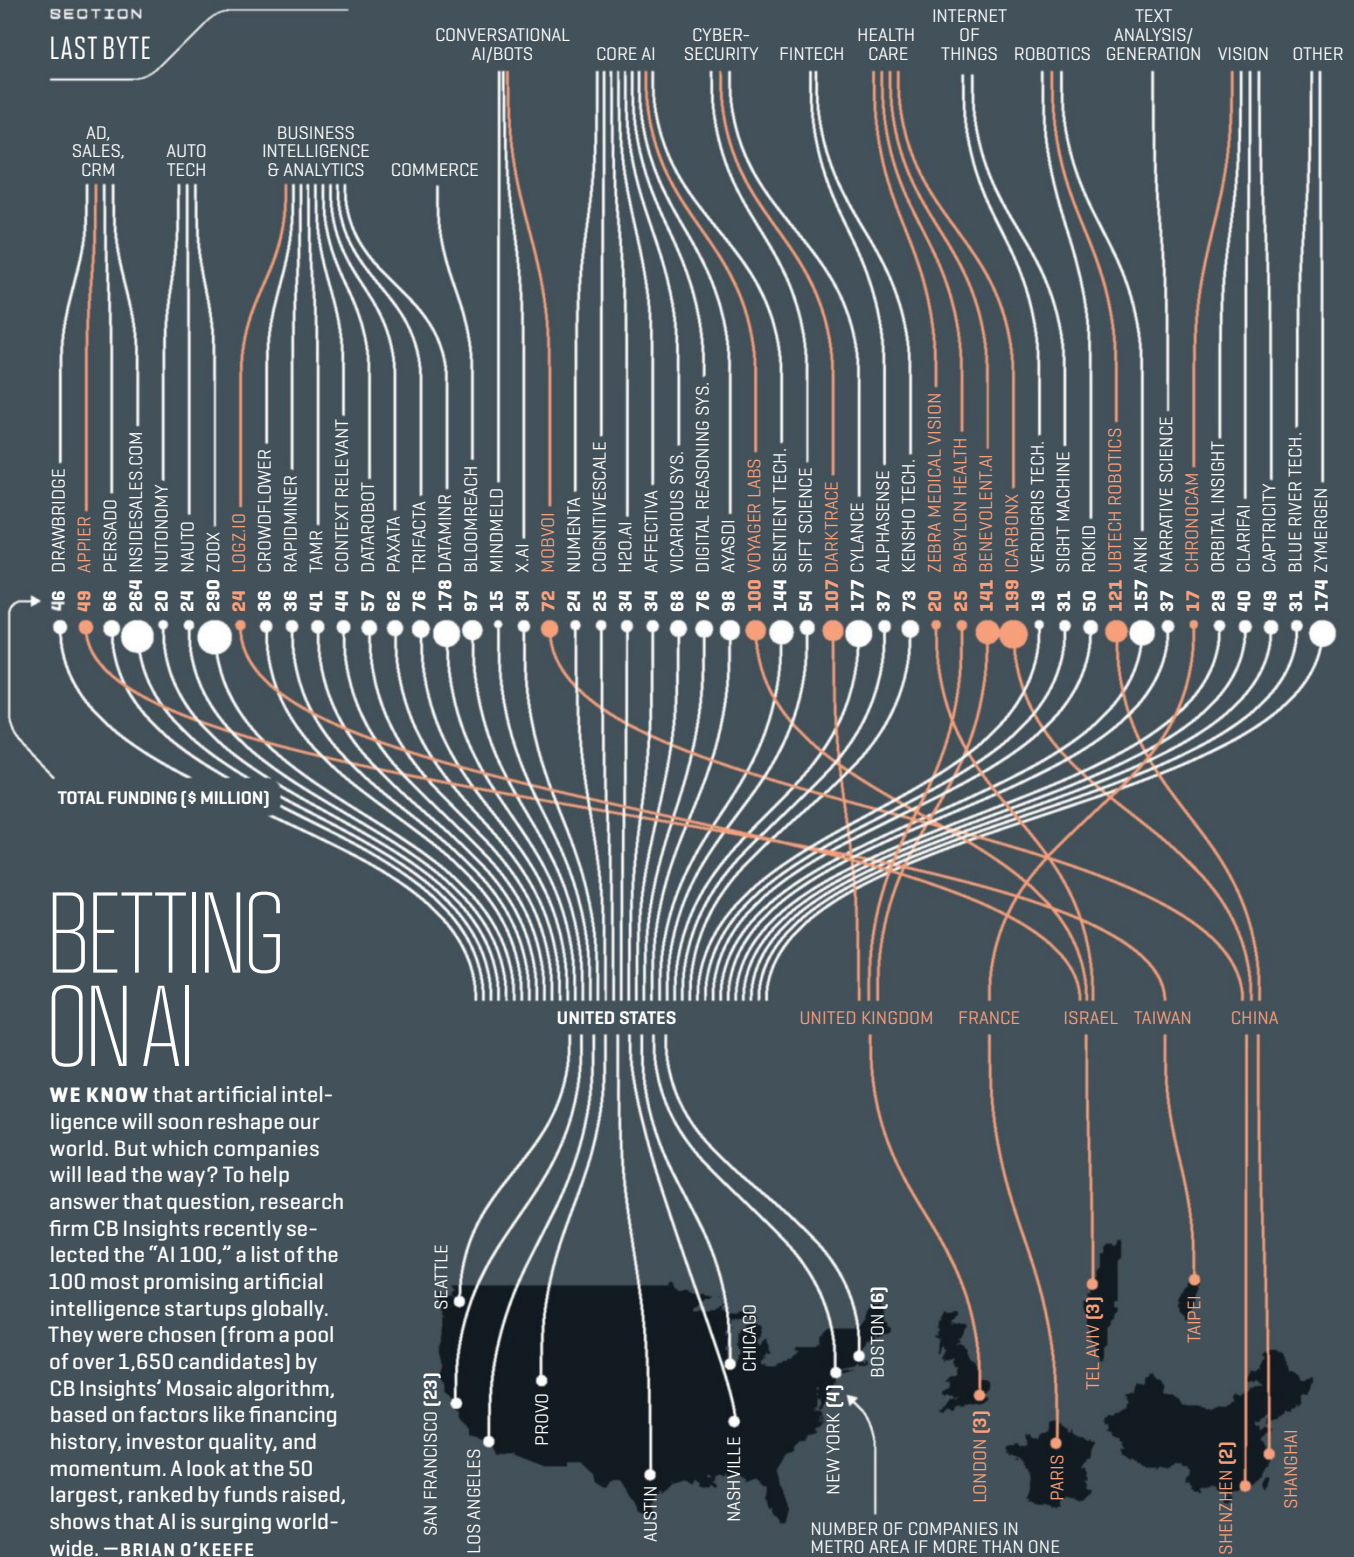 SECTION
LAST BYTE
CONVERSATIONAL
AI/BOTS
CORE AI
CYBER-
SECURITY
FINTECH
HEALTH
CARE
INTERNET
OF
THINGS
ROBOTICS
TEXT
ANALYSIS/
GENERATION
VISION
OTHER
AD,
SALES,
CRM
AUTO
TECH
BUSINESS
INTELLIGENCE
& ANALYTICS
COMMERCE
46 DRAWBRIDGE
49 APPIER
66 PERSADO
264 INSIDESALES.COM
20 NUTONOMY
24 NAUTO
290 ZOOX
24 LOGZ.IO
36 CROWDFLOWER
36 RAPIDMINER
41 TAMR
44 CONTEXT RELEVANT
57 DATAROBOT
62 PAXATA
76 TRIFACTA
178 DATAMINR
97 BLOOMREACH
15 MINDMELD
34 X.AI
72 MOBVOI
24 NUMENTA
25 COGNITIVESCALE
34 H2O.AI
34 AFFECTIVA
68 VICARIOUS SYS.
76 DIGITAL REASONING SYS.
98 AYASDI
100 VOYAGER LABS
144 SENTIENT TECH.
54 SIFT SCIENCE
107 DARKTRACE
177 CYLANCE
37 ALPHASENSE
73 KENSHO TECH.
20 ZEBRA MEDICAL VISION
25 BABYLON HEALTH
141 BENEVOLENT.AI
199 ICARBONX
19 VERDIGRIS TECH.
31 SIGHT MACHINE
50 ROKID
121 UBTECH ROBOTICS
157 ANKI
37 NARRATIVE SCIENCE
17 CHRONOCAM
29 ORBITAL INSIGHT
40 CLARIFAI
49 CAPTRICITY
31 BLUE RIVER TECH.
174 ZYMERGEN
TOTAL FUNDING ($ MILLION)
BETTING
ON AI
WE KNOW that artificial intel-
ligence will soon reshape our
world. But which companies
will lead the way? To help
answer that question, research
firm CB Insights recently se-
lected the “AI 100,” a list of the
100 most promising artificial
intelligence startups globally.
They were chosen (from a pool
of over 1,650 candidates) by
CB Insights’ Mosaic algorithm,
based on factors like financing
history, investor quality, and
momentum. A look at the 50
largest, ranked by funds raised,
shows that AI is surging world-
wide. —BRIAN O’KEEFE
UNITED STATES
UNITED KINGDOM
FRANCE
ISRAEL
TAIWAN
CHINA
SEATTLE
SAN FRANCISCO (23)
LOS ANGELES
PROVO
AUSTIN
NASHVILLE
CHICAGO
NEW YORK (4)
BOSTON (6)
LONDON (3)
PARIS
TEL AVIV (3)
TAIPEI
SHENZHEN (2)
SHANGHAI
NUMBER OF COMPANIES IN
METRO AREA IF MORE THAN ONE